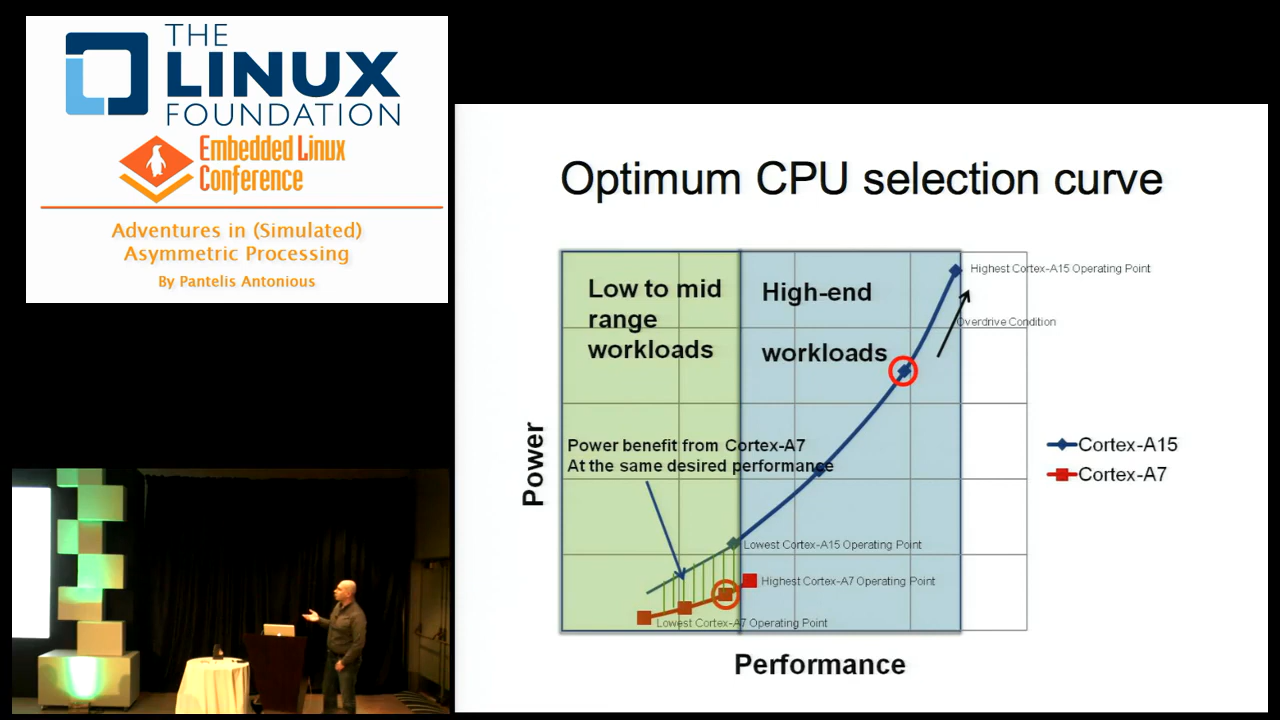 THE
LINUX
FOUNDATION
Embedded Linux
Conference
Adventures in (Simulated)
Asymmetric Processing
By Pantelis Antonious
Optimum CPU selection curve
Low to mid
range
workloads
High-end
workloads
Highest Cortex-A15 Operating Point
Overdrive Condition
Power benefit from Cortex-A7
At the same desired performance
Cortex-A15
Cortex-A7
Lowest Cortex-A15 Operating Point
Highest Cortex-A7 Operating Point
Lowest Cortex-A7 Operating Point
Power
Performance